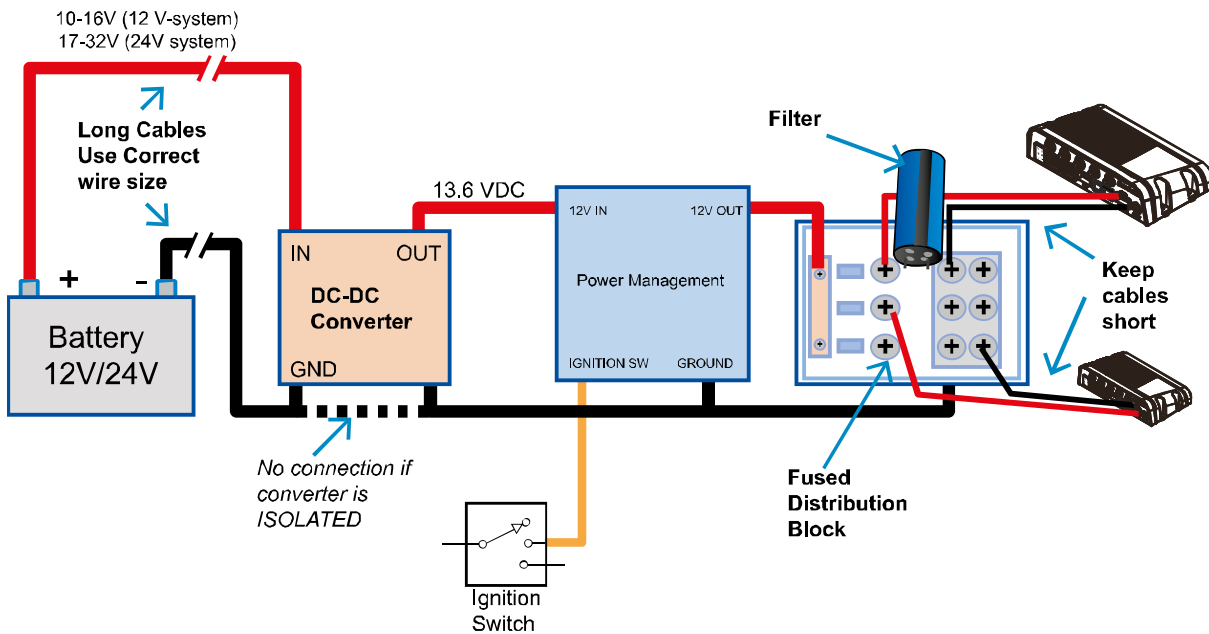 10-16V (12 V-system)
17-32V (24V system)
Long Cables
Use Correct
wire size
Filter
13.6 VDC
12V IN
12V OUT
IN
OUT
Power Management
DC-DC
Converter
Keep
cables
short
+
-
Battery
12V/24V
GND
IGNITION SW
GROUND
No connection if
converter is
ISOLATED
Fused
Distribution
Block
Ignition
Switch